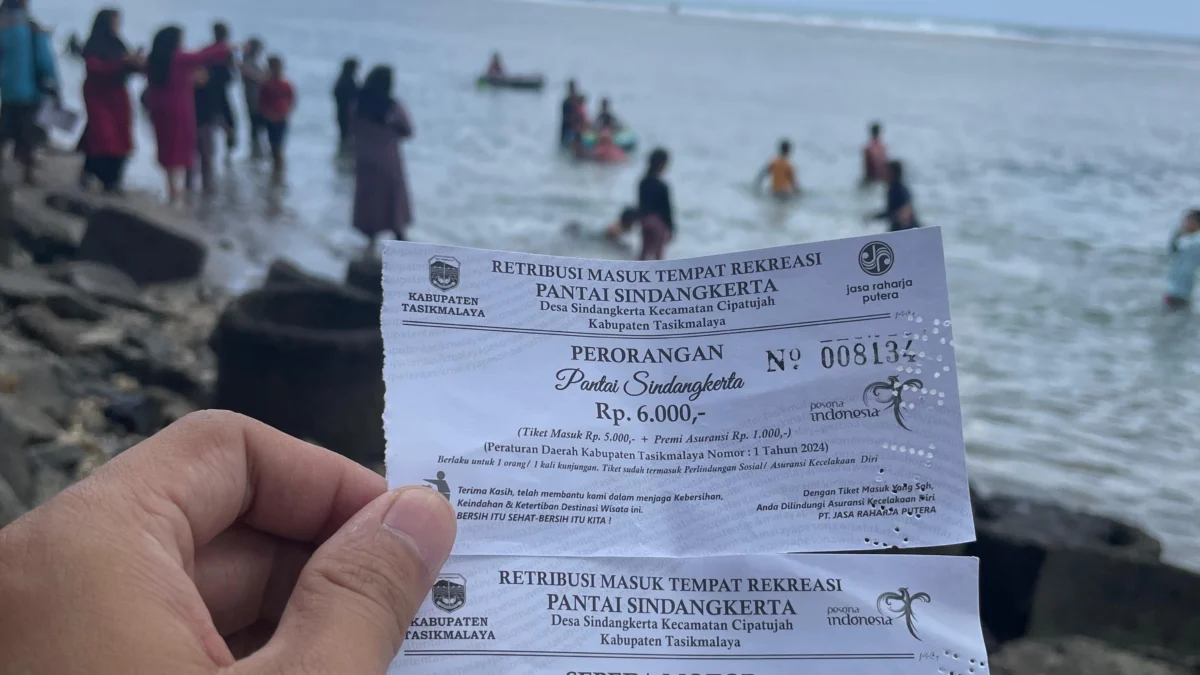 KABUPATEN
TASIKMALAYA
RETRIBUSI MASUK TEMPAT REKREASI
PANTAI SINDANGKERTA
Desa Sindangkerta Kecamatan Cipatujah
Kabupaten Tasikmalaya
jasa raharja
putera
PERORANGAN
Nº 008134
Pantai Sindangkerta
Rp. 6.000,-
pesona
indonesia
(Tiket Masuk Rp. 5.000,- + Premi Asuransi Rp. 1.000,-)
(Peraturan Daerah Kabupaten Tasikmalaya Nomor : 1 Tahun 2024)
Berlaku untuk 1 orang/ 1 kali kunjungan. Tiket sudah termasuk Perlindungan Sosial/ Asuransi Kecelakaan Diri
Terima Kasih, telah membantu kami dalam menjaga Kebersihan,
Keindahan & Ketertiban Destinasi Wisata ini.
BERSIH ITU SEHAT-BERSIH ITU KITA !
Dengan Tiket Masuk Yang Sah,
Anda Dilindungi Asuransi Kecelakaan Diri
PT. JASA RAHARJA PUTERA
KABUPATEN
TASIKMALAYA
RETRIBUSI MASUK TEMPAT REKREASI
PANTAI SINDANGKERTA
Desa Sindangkerta Kecamatan Cipatujah
Kabupaten Tasikmalaya
pesona
indonesia
SEPEDA MOTOR